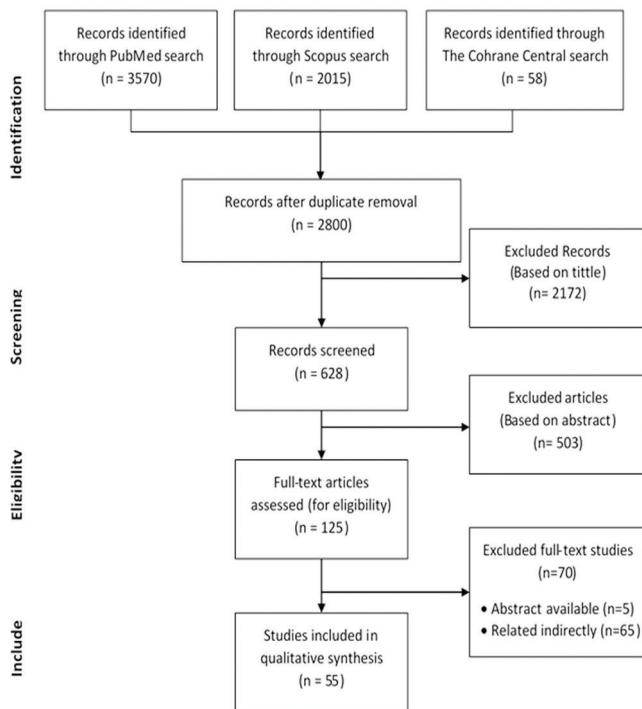 Identification
Records identified
through PubMed search
(n = 3570)
Records identified
through Scopus search
(n = 2015)
Records identified through
The Cohrane Central search
(n = 58)
Records after duplicate removal
(n = 2800)
Screening
Excluded Records
(Based on tittle)
(n= 2172)
Records screened
(n = 628)
Excluded articles
(Based on abstract)
(n = 503)
Eligibility
Full-text articles
assessed (for eligibility)
n = 125)
Excluded full-text studies
(n=70)
• Abstract available (n=5)
• Related indirectly (n=65)
Include
Studies included in
qualitative synthesis
n = 55)